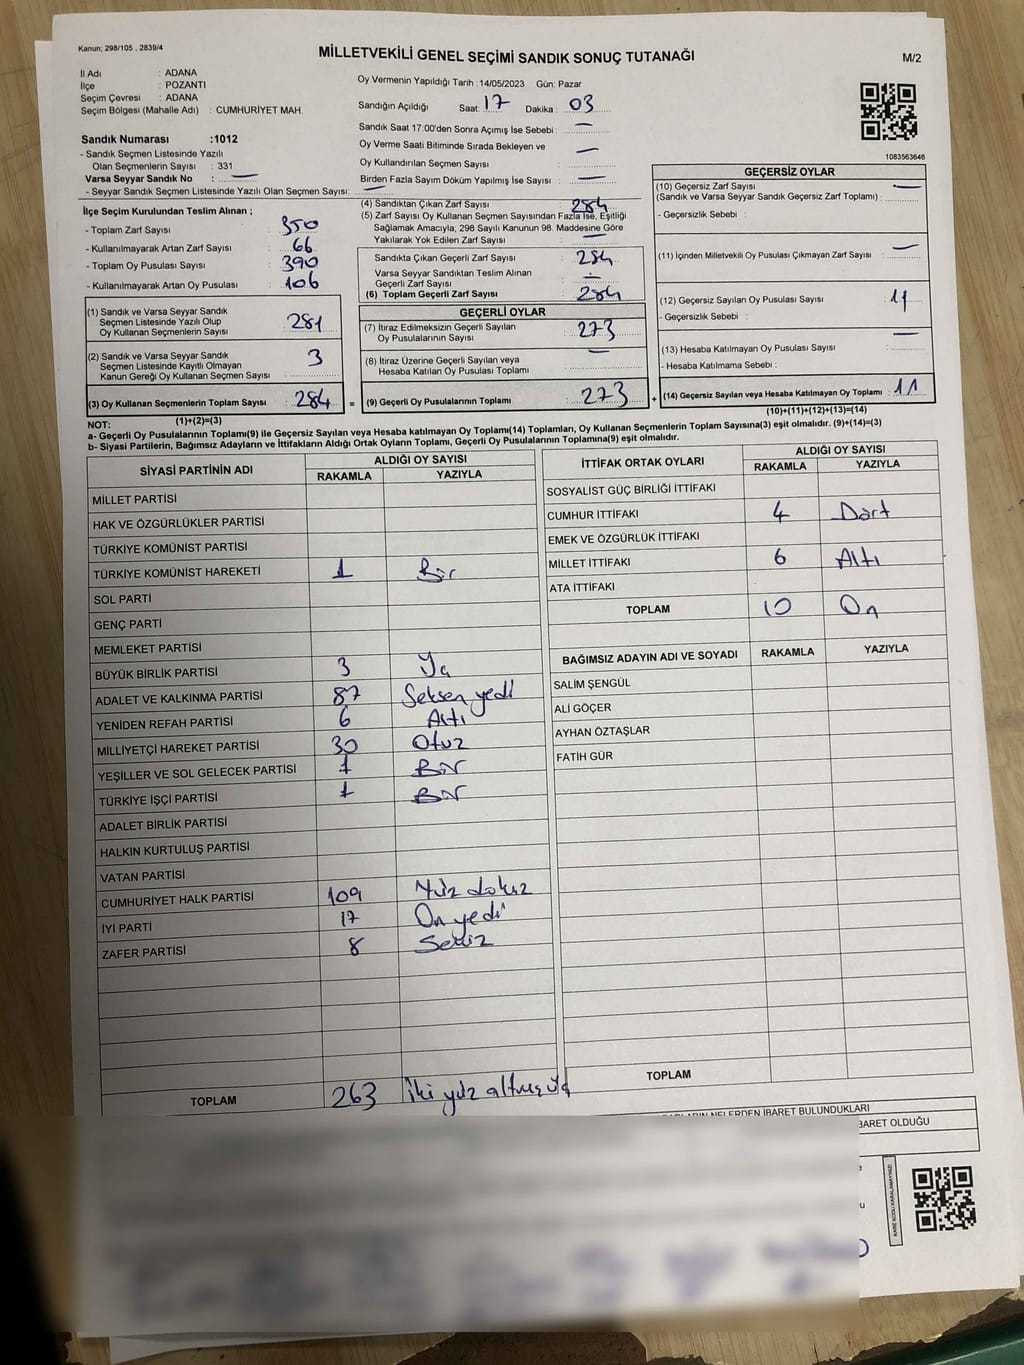 Kanun; 298/105 , 2839/4
MİLLETVEKİLİ GENEL SEÇİMİ SANDIK SONUÇ TUTANAĞI
M/2
İl Adı : ADANA
İlçe : POZANTI
Seçim Çevresi : ADANA
Seçim Bölgesi (Mahalle Adı) : CUMHURİYET MAH.
Sandık Numarası :1012
- Sandık Seçmen Listesinde Yazılı
Olan Seçmenlerin Sayısı : 331
Varsa Seyyar Sandık No : —
- Seyyar Sandık Seçmen Listesinde Yazılı Olan Seçmen Sayısı: —
Oy Vermenin Yapıldığı Tarih :14/05/2023 Gün: Pazar
Sandığın Açıldığı Saat: 17 Dakika : 03
Sandık Saat 17:00'den Sonra Açımış İse Sebebi : —
Oy Verme Saati Bitiminde Sırada Bekleyen ve —
Oy Kullandırılan Seçmen Sayısı :
Birden Fazla Sayım Döküm Yapılmış İse Sayısı : —
1083563646
İlçe Seçim Kurulundan Teslim Alınan ;
- Toplam Zarf Sayısı : 350
- Kullanılmayarak Artan Zarf Sayısı : 66
- Toplam Oy Pusulası Sayısı : 390
- Kullanılmayarak Artan Oy Pusulası : 106
(1) Sandık ve Varsa Seyyar Sandık
Seçmen Listesinde Yazılı Olup
Oy Kullanan Seçmenlerin Sayısı : 281
(2) Sandık ve Varsa Seyyar Sandık
Seçmen Listesinde Kayıtlı Olmayan
Kanun Gereği Oy Kullanan Seçmen Sayısı : 3
(3) Oy Kullanan Seçmenlerin Toplam Sayısı : 284 =
(1)+(2)=(3)
(4) Sandıktan Çıkan Zarf Sayısı : 284
(5) Zarf Sayısı Oy Kullanan Seçmen Sayısından Fazla İse, Eşitliği
Sağlamak Amacıyla; 298 Sayılı Kanunun 98. Maddesine Göre
Yakılarak Yok Edilen Zarf Sayısı : —
Sandıkta Çıkan Geçerli Zarf Sayısı : 284
Varsa Seyyar Sandıktan Teslim Alınan
Geçerli Zarf Sayısı : —
(6) Toplam Geçerli Zarf Sayısı : 284
GEÇERLİ OYLAR
(7) İtiraz Edilmeksizin Geçerli Sayılan
Oy Pusulalarının Sayısı : 273
(8) İtiraz Üzerine Geçerli Sayılan veya —
Hesaba Katılan Oy Pusulası Toplamı :
(9) Geçerli Oy Pusulalarının Toplamı : 273 +
GEÇERSİZ OYLAR
(10) Geçersiz Zarf Sayısı —
(Sandık ve Varsa Seyyar Sandık Geçersiz Zarf Toplamı) :
- Geçersizlik Sebebi :
(11) İçinden Milletvekili Oy Pusulası Çıkmayan Zarf Sayısı : —
(12) Geçersiz Sayılan Oy Pusulası Sayısı : 11
- Geçersizlik Sebebi :
(13) Hesaba Katılmayan Oy Pusulası Sayısı : —
- Hesaba Katılmama Sebebi :
(14) Geçersiz Sayılan veya Hesaba Katılmayan Oy Toplamı : 11
(10)+(11)+(12)+(13)=(14)
NOT:
a- Geçerli Oy Pusulalarının Toplamı(9) ile Geçersiz Sayılan veya Hesaba Katılmayan Oy Toplamı(14) Toplamları, Oy Kullanan Seçmenlerin Toplam Sayısına(3) eşit olmalıdır. (9)+(14)=(3)
b- Siyasi Partilerin, Bağımsız Adayların ve İttifakların Aldığı Ortak Oyların Toplamı, Geçerli Oy Pusulalarının Toplamına(9) eşit olmalıdır.
SİYASİ PARTİNİN ADI ALDIĞI OY SAYISI
RAKAMLA YAZIYLA
MİLLET PARTİSİ
HAK VE ÖZGÜRLÜKLER PARTİSİ
TÜRKİYE KOMÜNİST PARTİSİ
TÜRKİYE KOMÜNİST HAREKETİ 1 Bir
SOL PARTİ
GENÇ PARTİ
MEMLEKET PARTİSİ
BÜYÜK BİRLİK PARTİSİ 3
ADALET VE KALKINMA PARTİSİ 87 Seksen yedi
YENİDEN REFAH PARTİSİ 6 Altı
MİLLİYETÇİ HAREKET PARTİSİ 30 Otuz
YEŞİLLER VE SOL GELECEK PARTİSİ 1 Bir
TÜRKİYE İŞÇİ PARTİSİ 1 Bir
ADALET BİRLİK PARTİSİ
HALKIN KURTULUŞ PARTİSİ
VATAN PARTİSİ
CUMHURİYET HALK PARTİSİ 109 Yüz dokuz
İYİ PARTİ 17 On yedi
ZAFER PARTİSİ 8 Sekiz
TOPLAM 263 İki yüz altmış üç
İTTİFAK ORTAK OYLARI ALDIĞI OY SAYISI
RAKAMLA YAZIYLA
SOSYALİST GÜÇ BİRLİĞİ İTTİFAKI
CUMHUR İTTİFAKI 4 Dört
EMEK VE ÖZGÜRLÜK İTTİFAKI
MİLLET İTTİFAKI 6 Altı
ATA İTTİFAKI
TOPLAM 10 On
BAĞIMSIZ ADAYIN ADI VE SOYADI RAKAMLA YAZIYLA
SALİM ŞENGÜL
ALİ GÖÇER
AYHAN ÖZTAŞLAR
FATİH GÜR
TOPLAM
NELERDEN İBARET BULUNDUKLARI
BARET OLDUĞU
KARE KODU KARALAMAYINIZ!